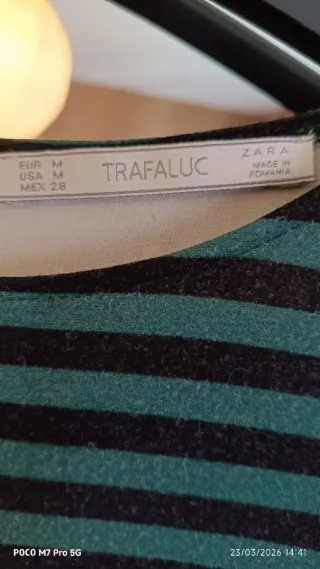 EUR M
USA M
MEX 28
TRAFALUC
ZARA
MADE IN
ROMANIA
POCO M7 Pro 5G
23/03/2026 14:41